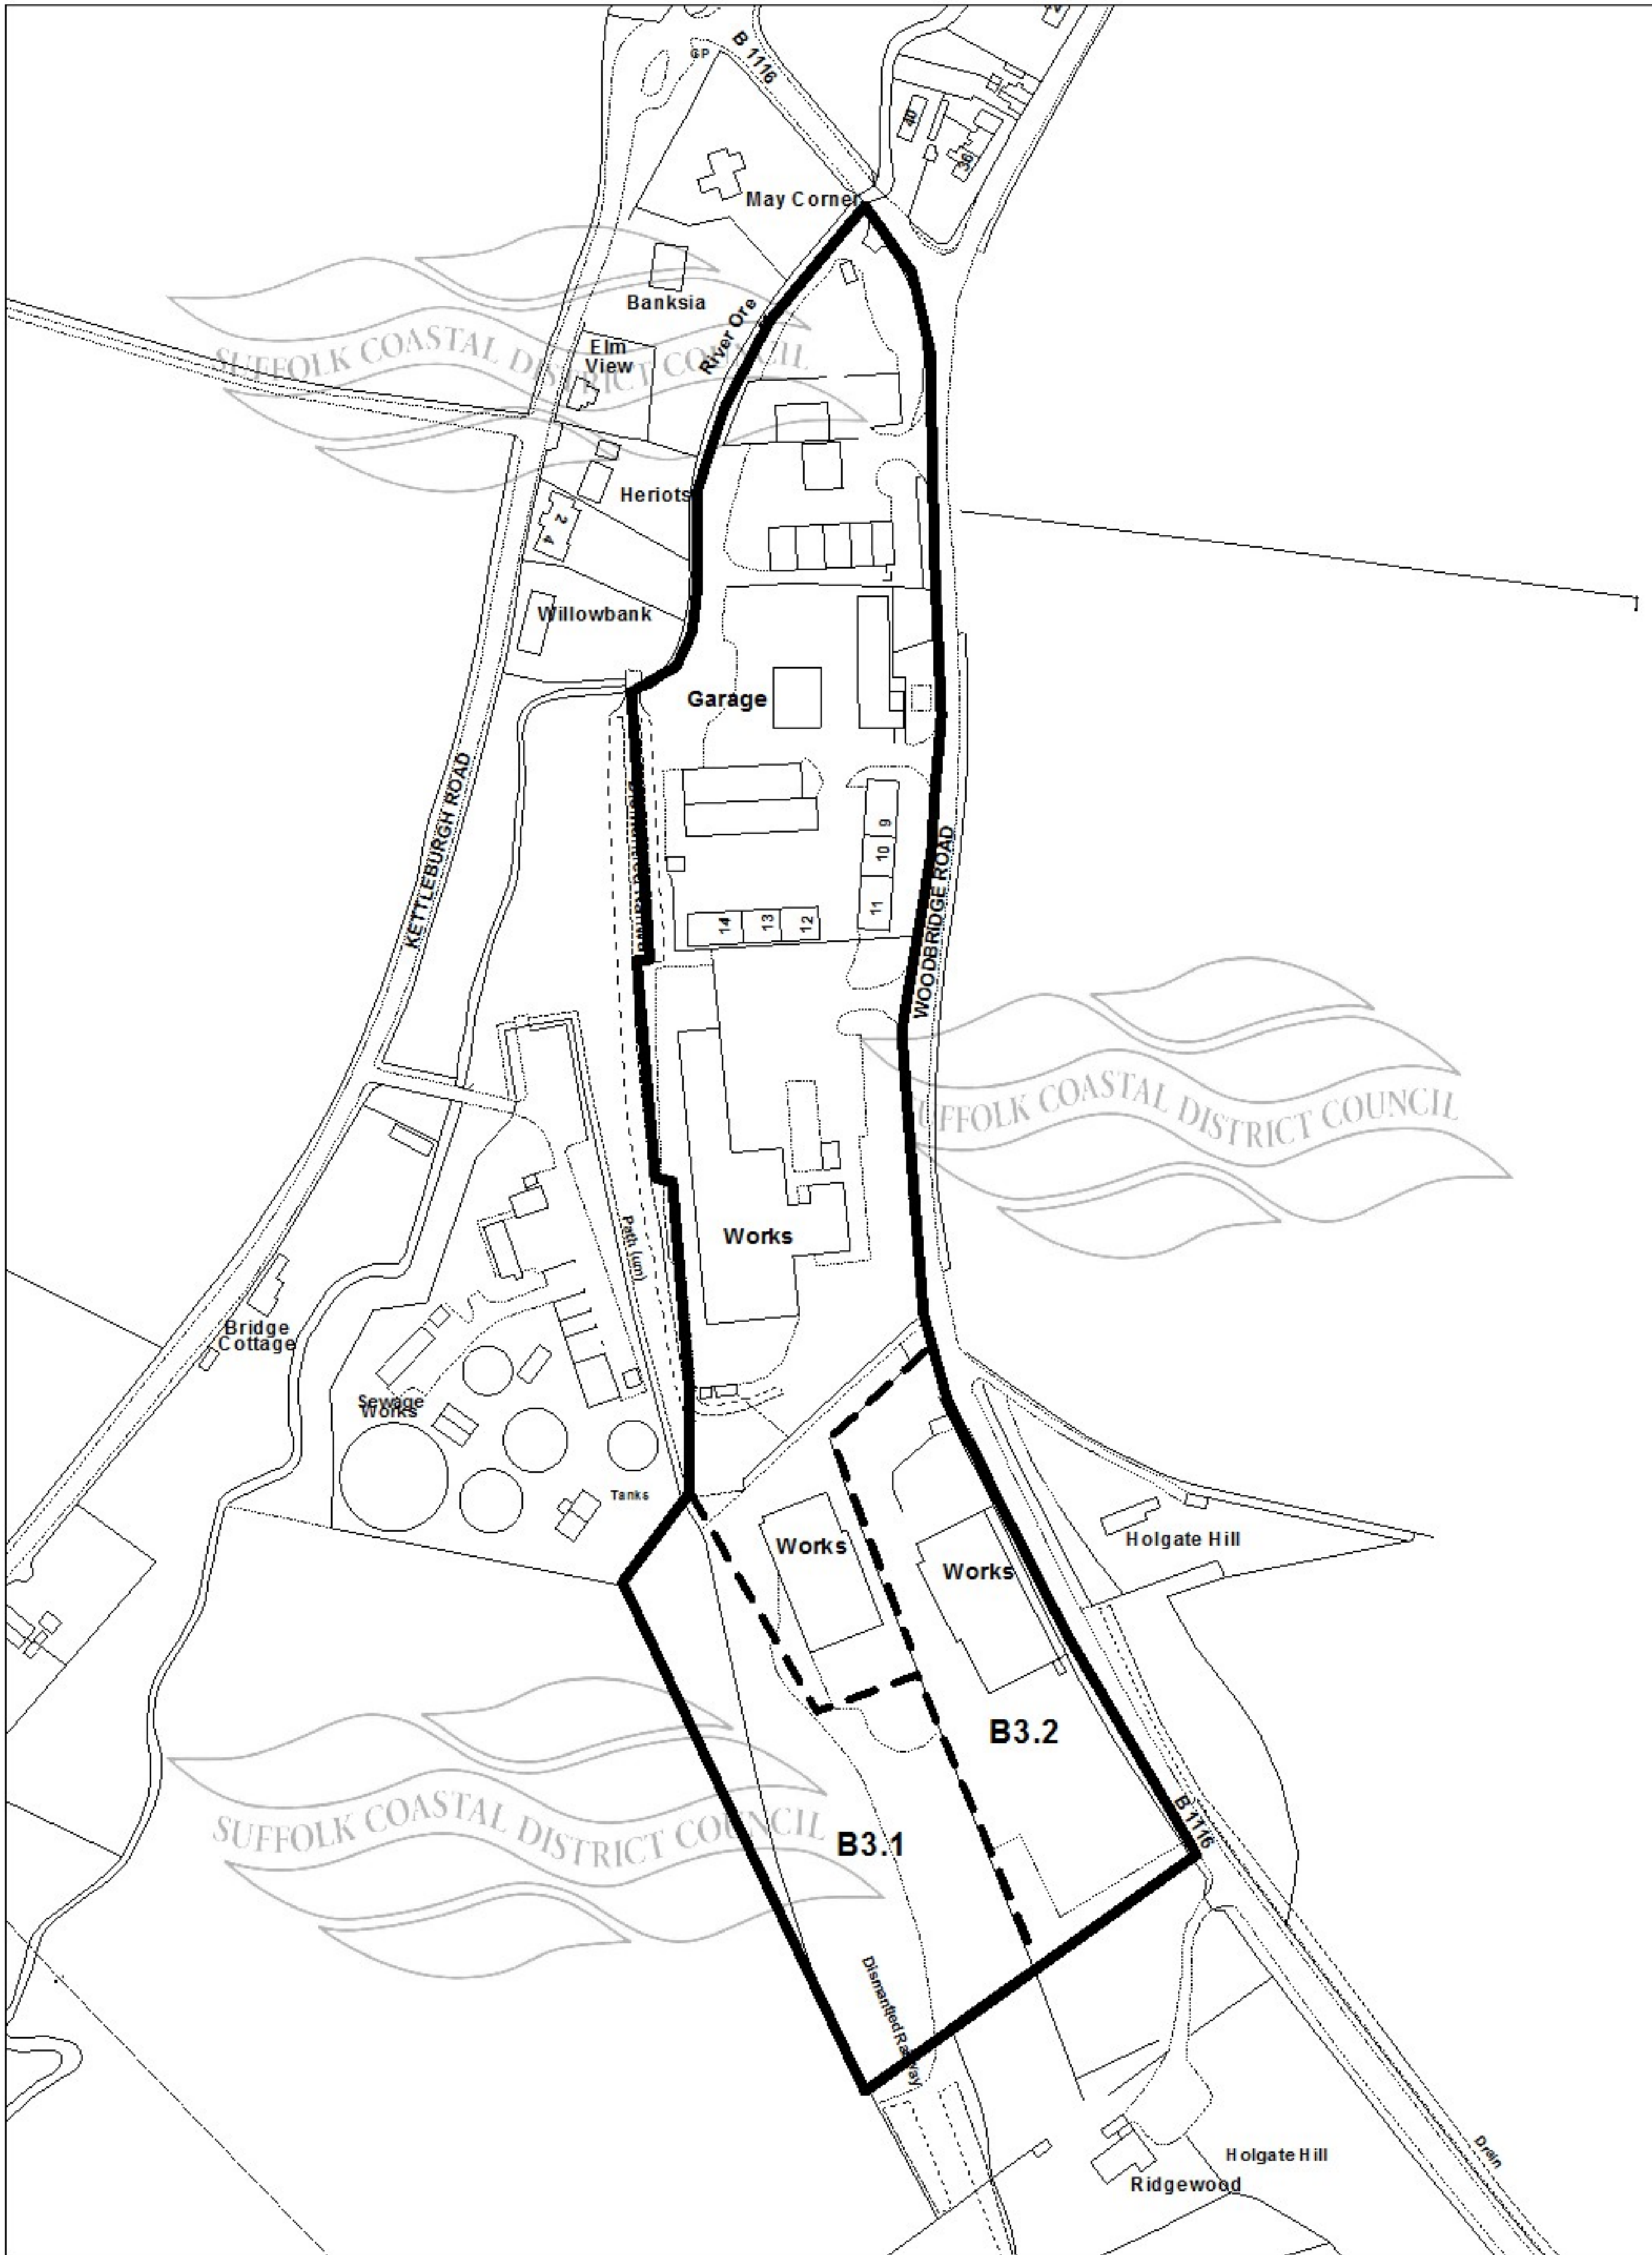 B 1116
GP
40
36
May Corner
Banksia
River Ore
SUFFOLK COASTAL DISTRICT COUNCIL
Elm
View
Heriots
2
4
Willowbank
Garage
KETTLEBURGH ROAD
Dismantled Railway
9
10
11
WOODBRIDGE ROAD
14
13
12
SUFFOLK COASTAL DISTRICT COUNCIL
Path (um)
Works
Bridge
Cottage
Sewage
Works
Tanks
Works
Works
Holgate Hill
B3.2
B 1116
SUFFOLK COASTAL DISTRICT COUNCIL
B3.1
Dismantled Railway
Drain
Holgate Hill
Ridgewood